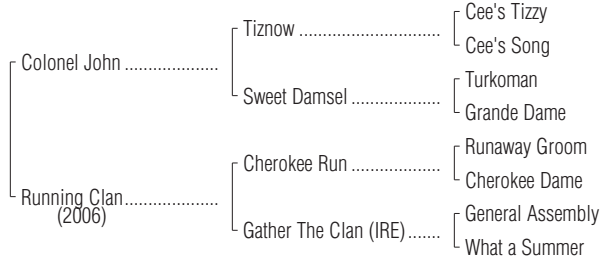 Cee's Tizzy
Tiznow ..............................
Cee's Song
Colonel John ....................
Turkoman
Sweet Damsel ...................
Grande Dame
Runaway Groom
Cherokee Run ...................
Cherokee Dame
Running Clan....................
(2006)
General Assembly
Gather The Clan (IRE).......
What a Summer